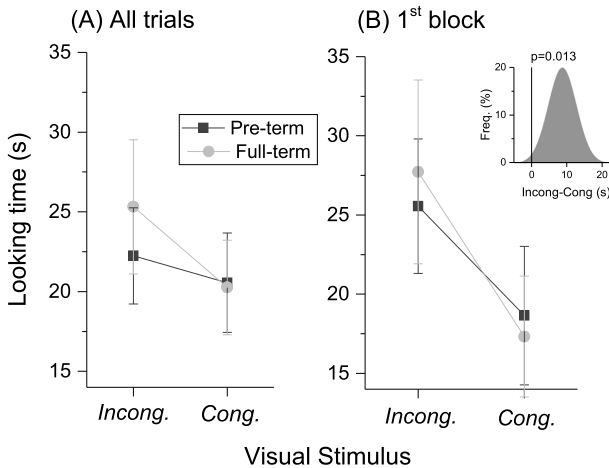 (A) All trials
(B) 1st block
p=0.013
35
30
25
20
15
Looking time (s)
Pre-term
Full-term
Incong.
Cong.
35
30
25
20
15
Incong.
Cong.
20
10
0
Freq. (%)
0
10
20
Incong-Cong (s)
Visual Stimulus